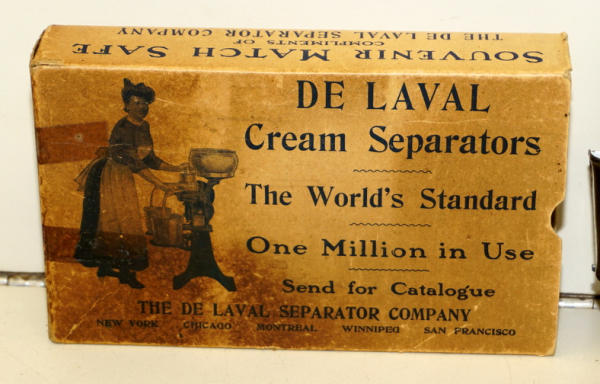 SOUVENIR MATCH SAFE
COMPLIMENTS OF
THE DE LAVAL SEPARATOR COMPANY
DE LAVAL
Cream Separators
The World's Standard
One Million in Use
Send for Catalogue
THE DE LAVAL SEPARATOR COMPANY
NEW YORK CHICAGO MONTREAL WINNIPEG SAN FRANCISCO